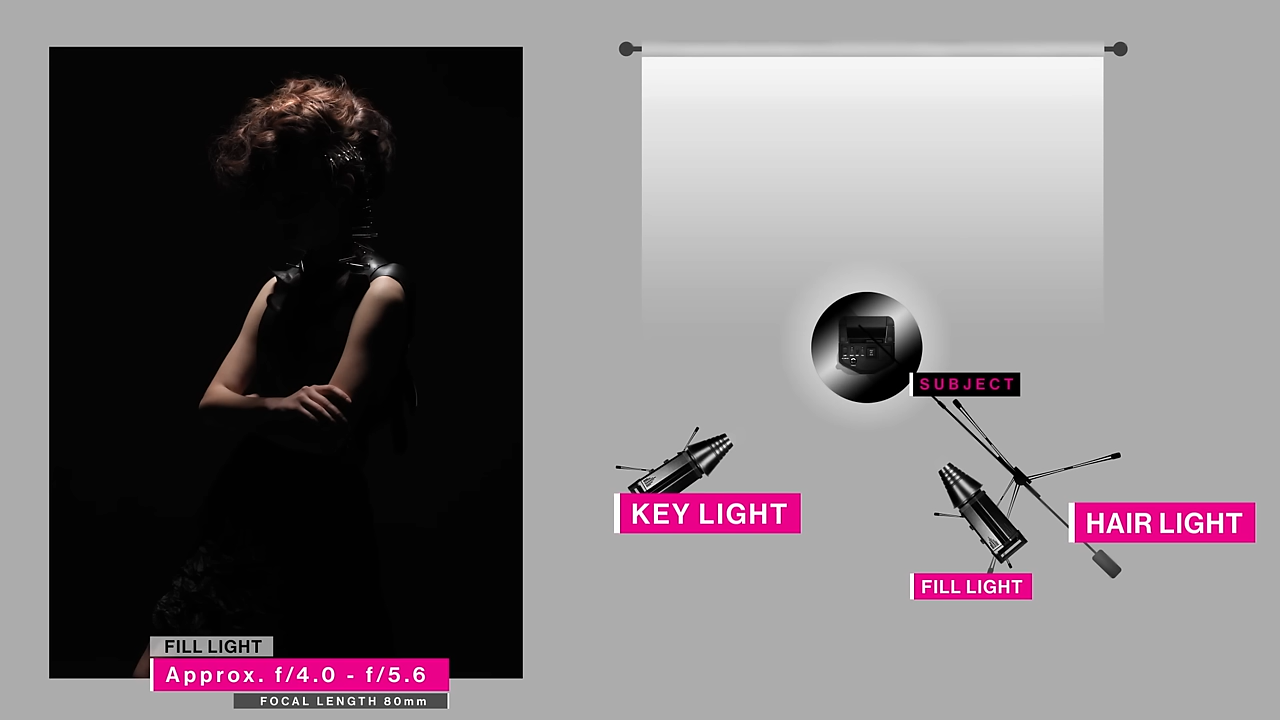 SUBJECT
KEY LIGHT
HAIR LIGHT
FILL LIGHT
FILL LIGHT
Approx. f/4.0 - f/5.6
FOCAL LENGTH 80mm